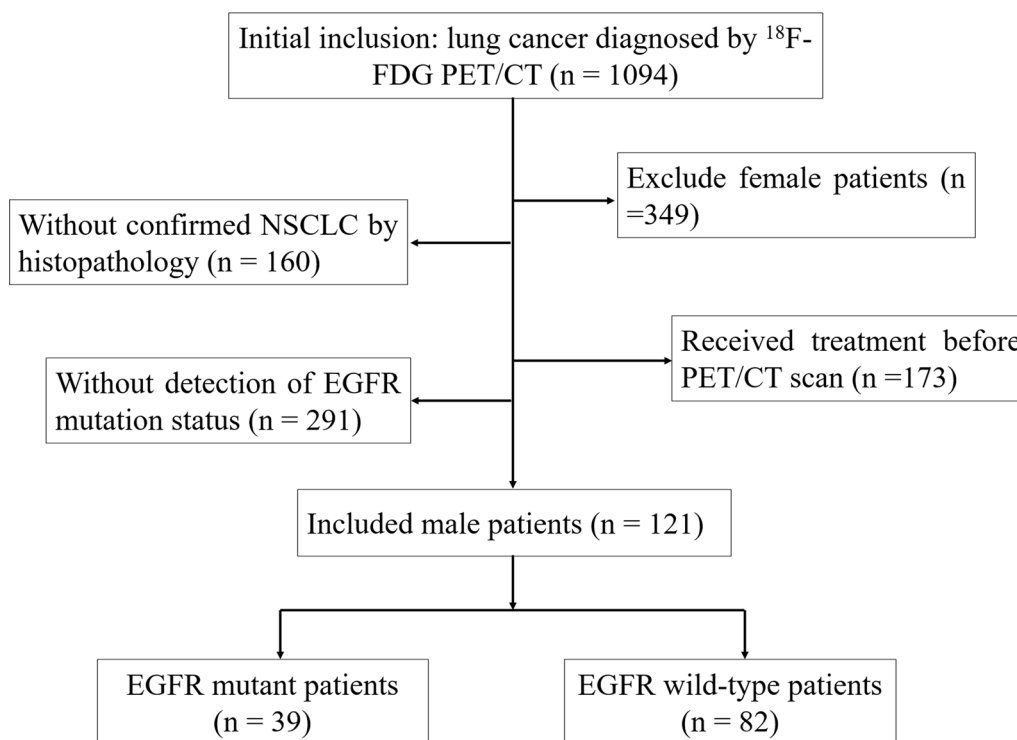 Initial inclusion: lung cancer diagnosed by ¹⁸F-
FDG PET/CT (n = 1094)
Exclude female patients (n
=349)
Without confirmed NSCLC by
histopathology (n = 160)
Received treatment before
PET/CT scan (n =173)
Without detection of EGFR
mutation status (n = 291)
Included male patients (n = 121)
EGFR mutant patients
(n = 39)
EGFR wild-type patients
(n = 82)